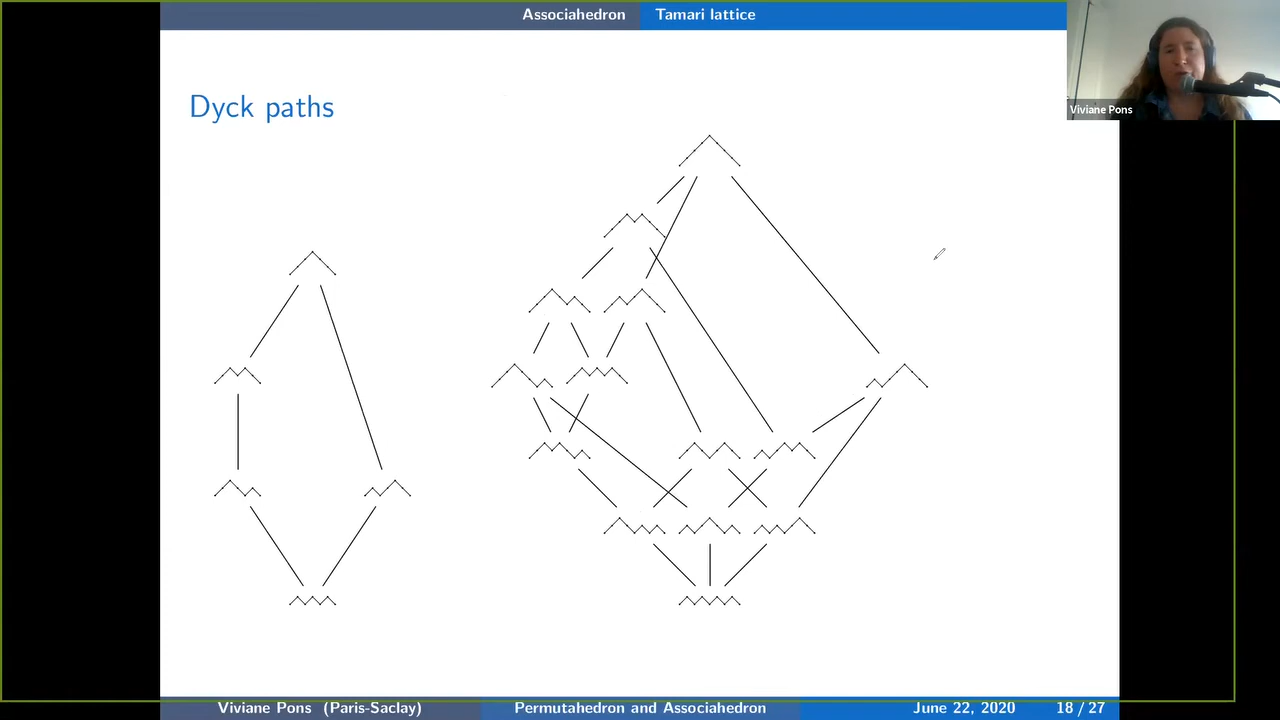 Associahedron Tamari lattice
Viviane Pons
Dyck paths
Viviane Pons (Paris-Saclay) Permutahedron and Associahedron June 22, 2020 18 / 27